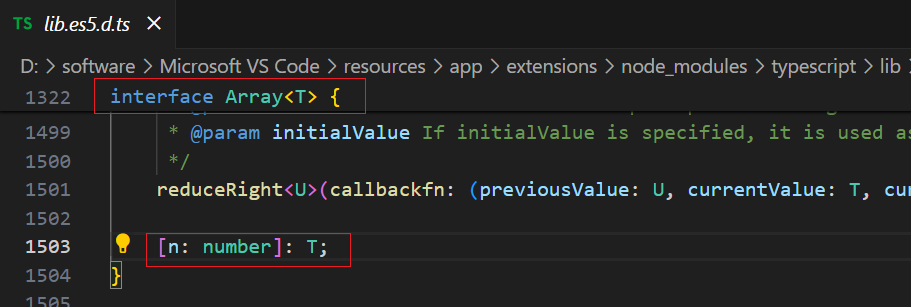 TS lib.es5.d.ts ×
D: > software > Microsoft VS Code > resources > app > extensions > node_modules > typescript > lib
1322 interface Array<T> {
1499 * @param initialValue If initialValue is specified, it is used as
1500 */
1501 reduceRight<U>(callbackfn: (previousValue: U, currentValue: T, cu
1502
1503 [n: number]: T;
1504 }
1505